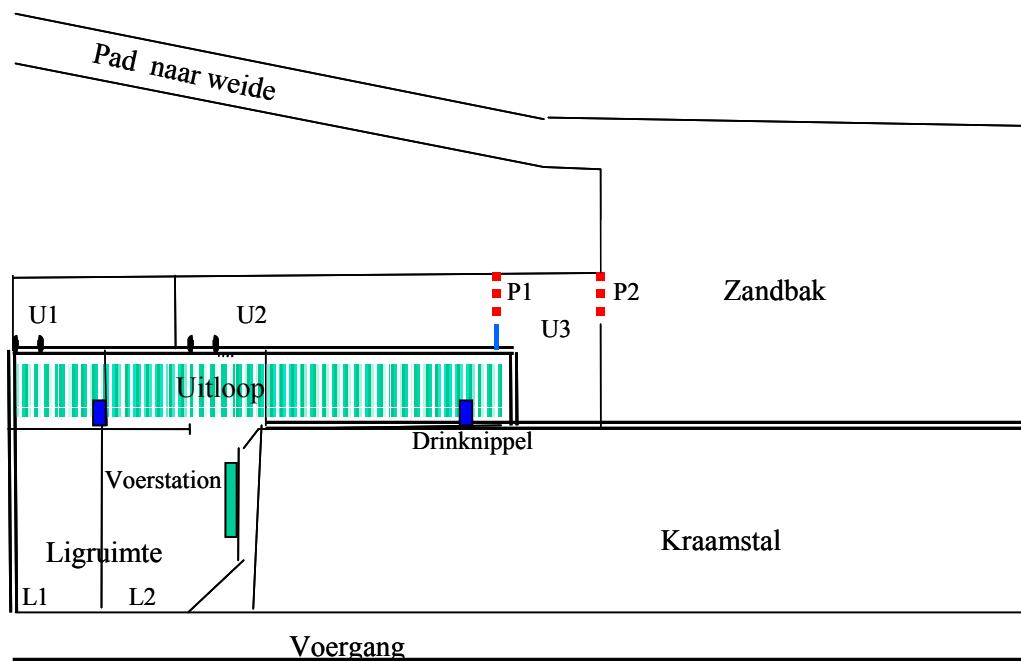 Pad naar weide
P1
P2
Zandbak
U1
U2
U3
Uitloop
Drinknippel
Voerstation
Kraamstal
Ligruimte
L1
L2
Voergang